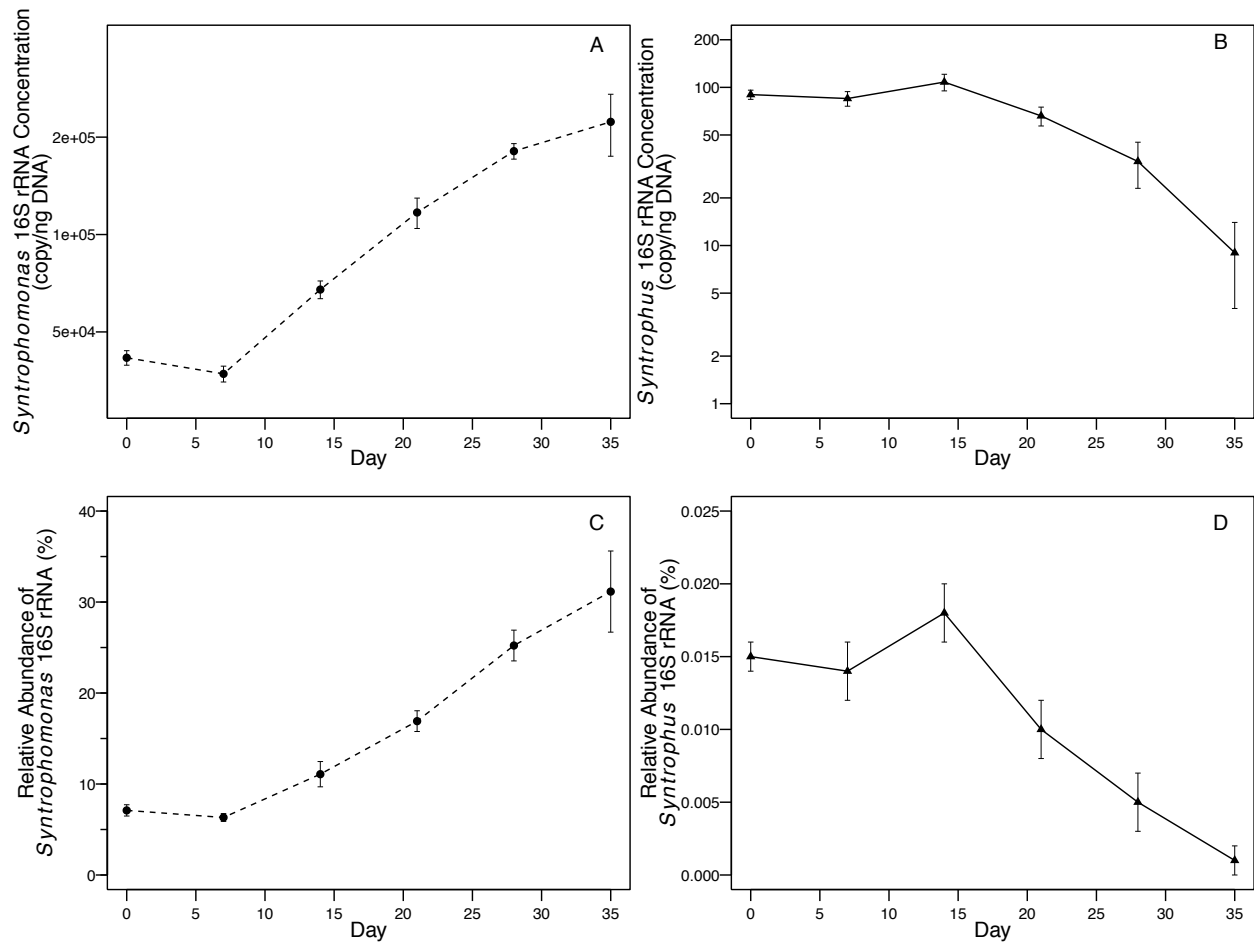 A
Syntrophomonas 16S rRNA Concentration
(copy/ng DNA)
2e+05
1e+05
5e+04
0 5 10 15 20 25 30 35
Day
B
Syntrophus 16S rRNA Concentration
(copy/ng DNA)
200
100
50
20
10
5
2
1
0 5 10 15 20 25 30 35
Day
C
Relative Abundance of
Syntrophomonas 16S rRNA (%)
40
30
20
10
0
0 5 10 15 20 25 30 35
Day
D
Relative Abundance of
Syntrophus 16S rRNA (%)
0.025
0.020
0.015
0.010
0.005
0.000
0 5 10 15 20 25 30 35
Day